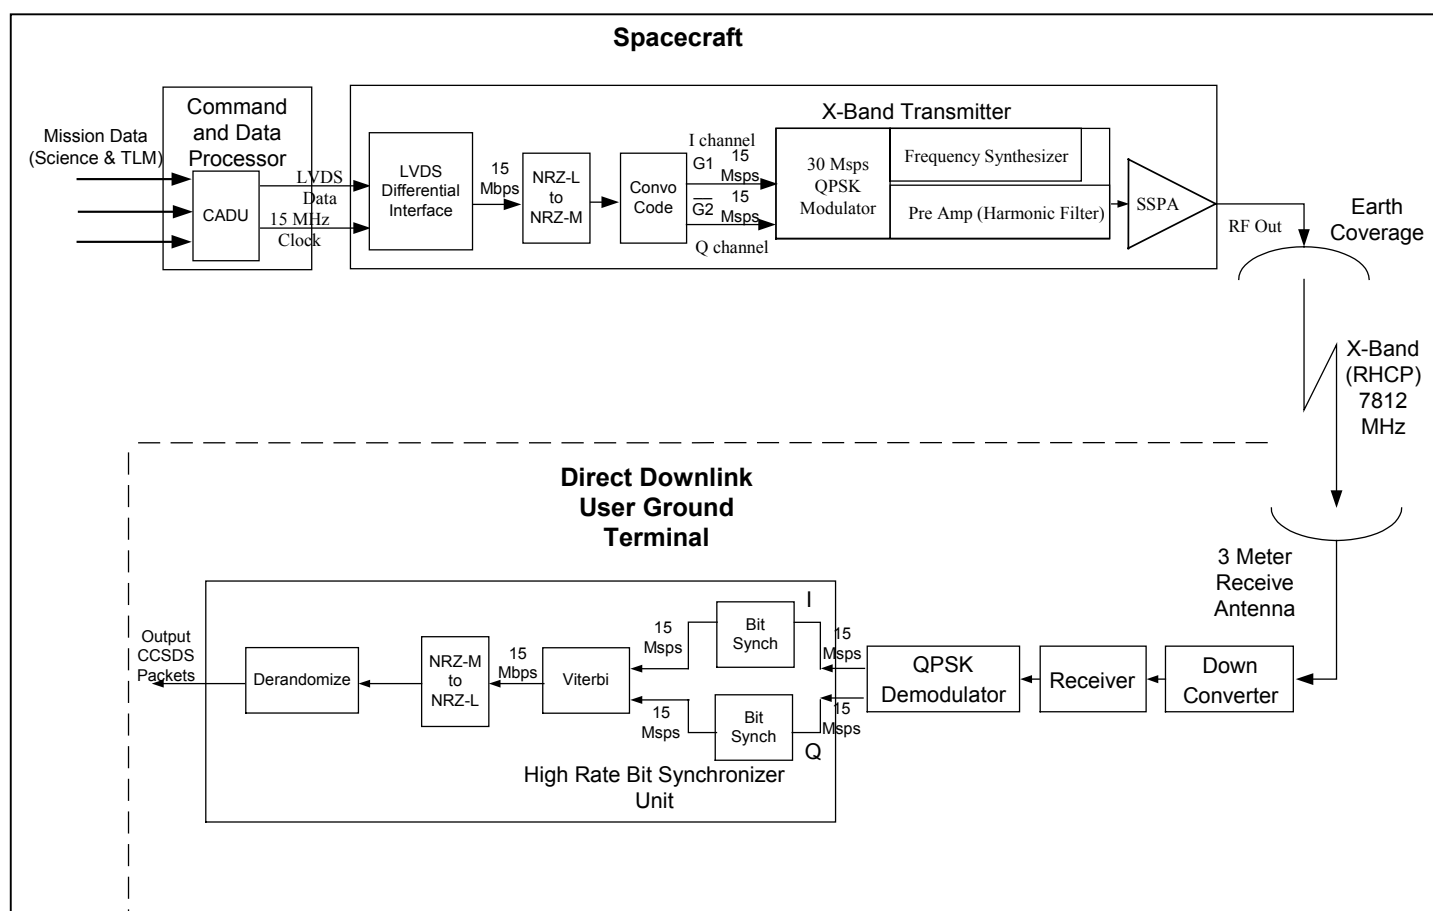 Spacecraft
Command
and Data
Processor
X-Band Transmitter
Mission Data
(Science & TLM)
CADU
LVDS
Data
15 MHz
Clock
LVDS
Differential
Interface
15
Mbps
NRZ-L
to
NRZ-M
Convo
Code
I channel
G1
15
Msps
G2
15
Msps
Q channel
30 Msps
QPSK
Modulator
Frequency Synthesizer
Pre Amp (Harmonic Filter)
SSPA
RF Out
Earth
Coverage
X-Band
(RHCP)
7812
MHz
Direct Downlink
User Ground
Terminal
3 Meter
Receive
Antenna
Output
CCSDS
Packets
Derandomize
NRZ-M
to
NRZ-L
15
Mbps
Viterbi
15
Msps
15
Msps
Bit
Synch
I
Bit
Synch
Q
15
Msps
15
Msps
QPSK
Demodulator
Receiver
Down
Converter
High Rate Bit Synchronizer
Unit